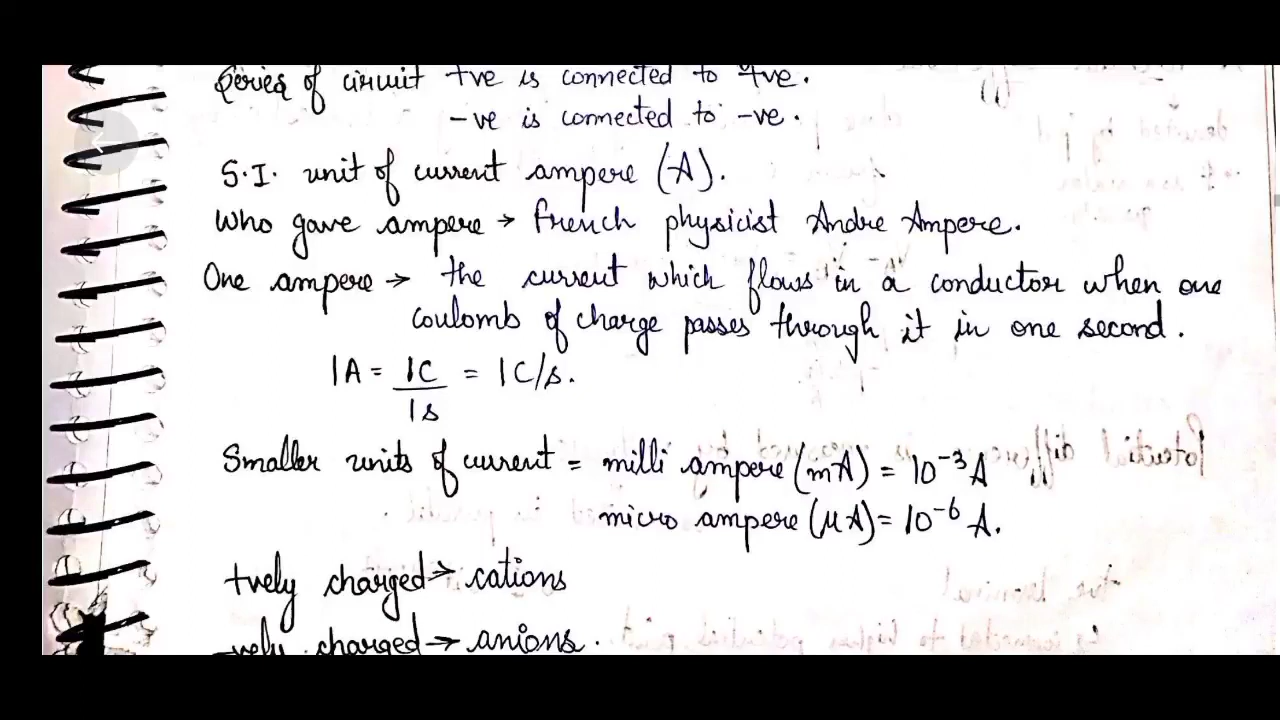 Series of circuit +ve is connected to +ve.
-ve is connected to -ve.
S.I. unit of current ampere (A).
Who gave ampere → French physicist Andre Ampere.
One ampere → the current which flows in a conductor when one
coulomb of charge passes through it in one second.
1A = 1C/1s = 1C/s.
Smaller units of current = milli ampere (mA) = 10⁻³A
micro ampere (μA) = 10⁻⁶ A.
+vely charged → cations
-vely charged → anions.